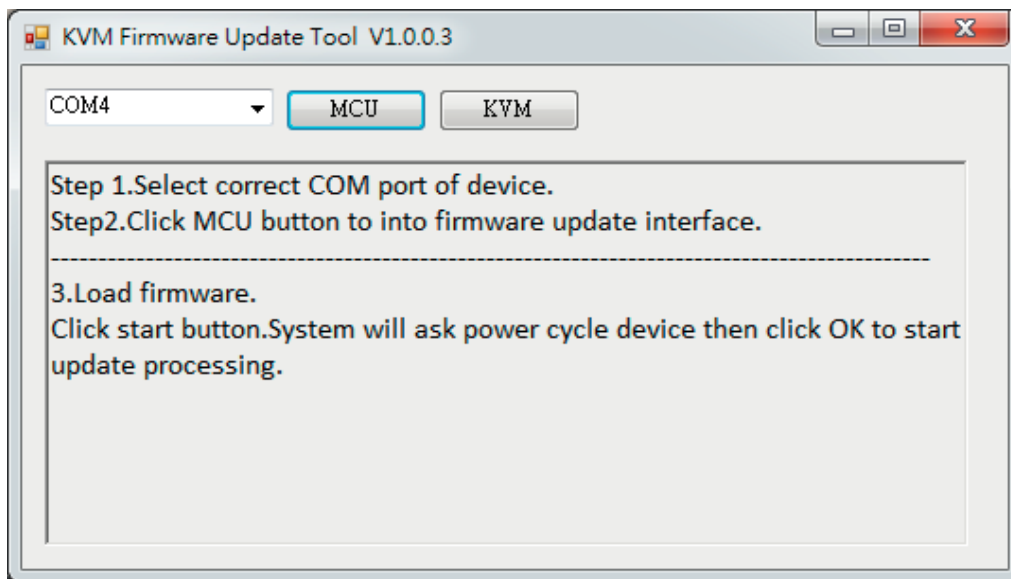 KVM Firmware Update Tool V1.0.0.3
COM4 MCU KVM
Step 1.Select correct COM port of device.
Step2.Click MCU button to into firmware update interface.
--------------------------------------------------------------------------------------------
3.Load firmware.
Click start button.System will ask power cycle device then click OK to start
update processing.